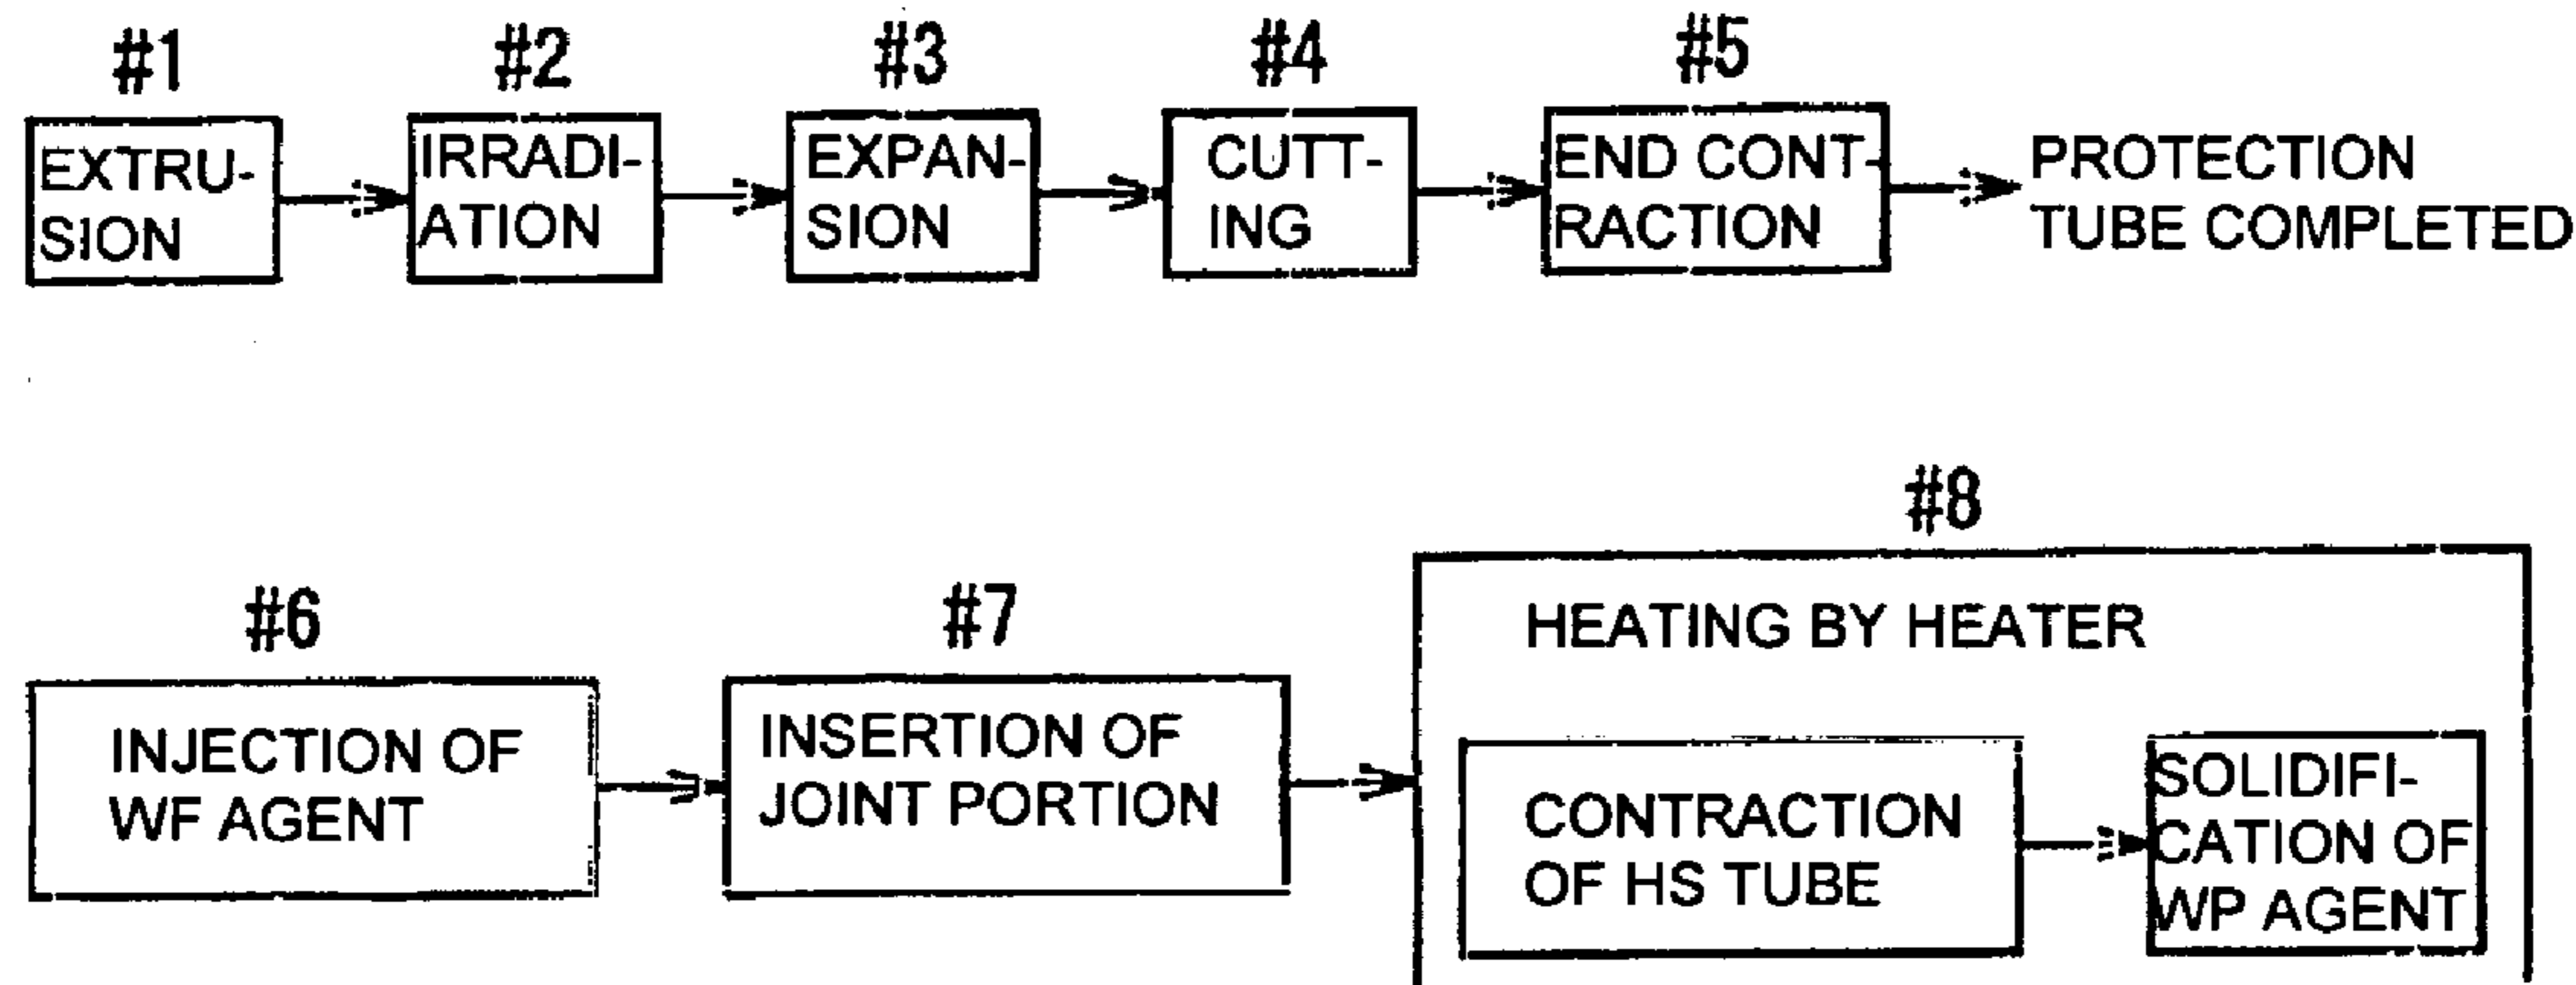 #1
EXTRU-
SION
#2
IRRADI-
ATION
#3
EXPAN-
SION
#4
CUTT-
ING
#5
END CONT-
RACTION
PROTECTION
TUBE COMPLETED
#6
INJECTION OF
WF AGENT
#7
INSERTION OF
JOINT PORTION
#8
HEATING BY HEATER
CONTRACTION
OF HS TUBE
SOLIDIFI-
CATION OF
WP AGENT